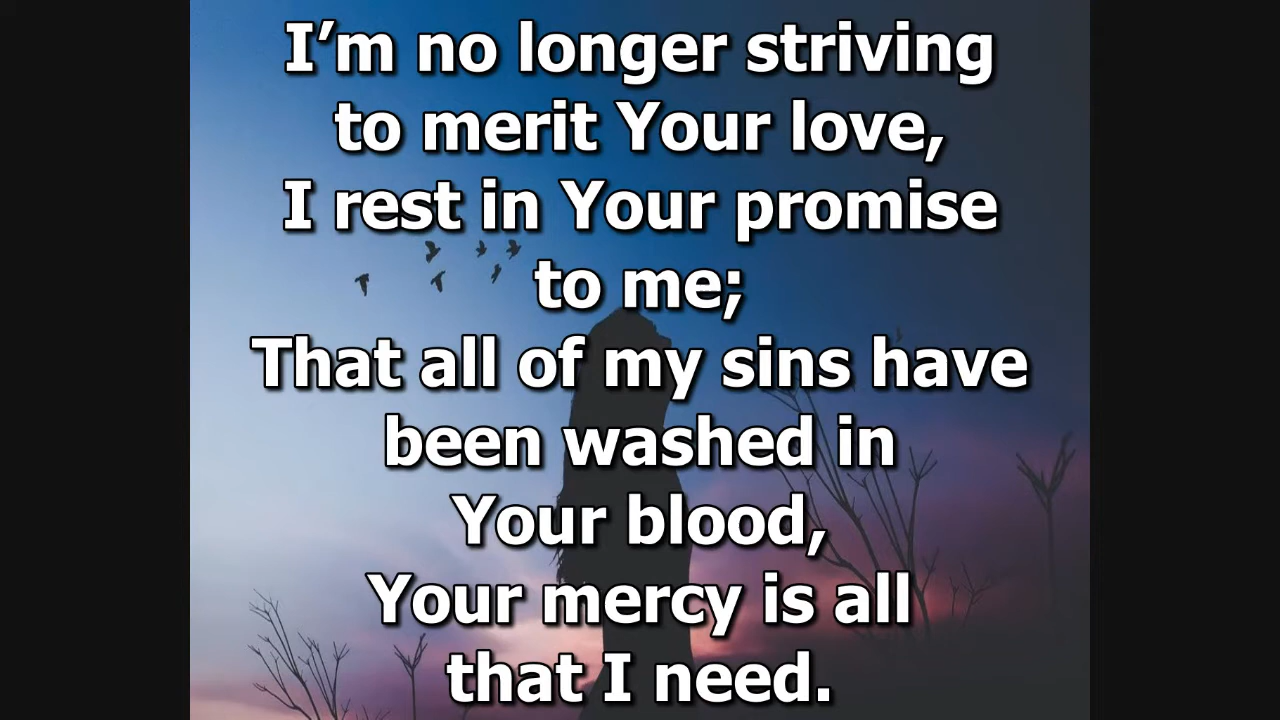 I’m no longer striving
to merit Your love,
I rest in Your promise
to me;
That all of my sins have
been washed in
Your blood,
Your mercy is all
that I need.